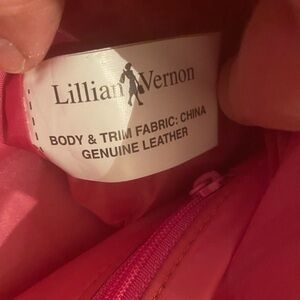 Lillian Vernon
BODY & TRIM FABRIC: CHINA
GENUINE LEATHER